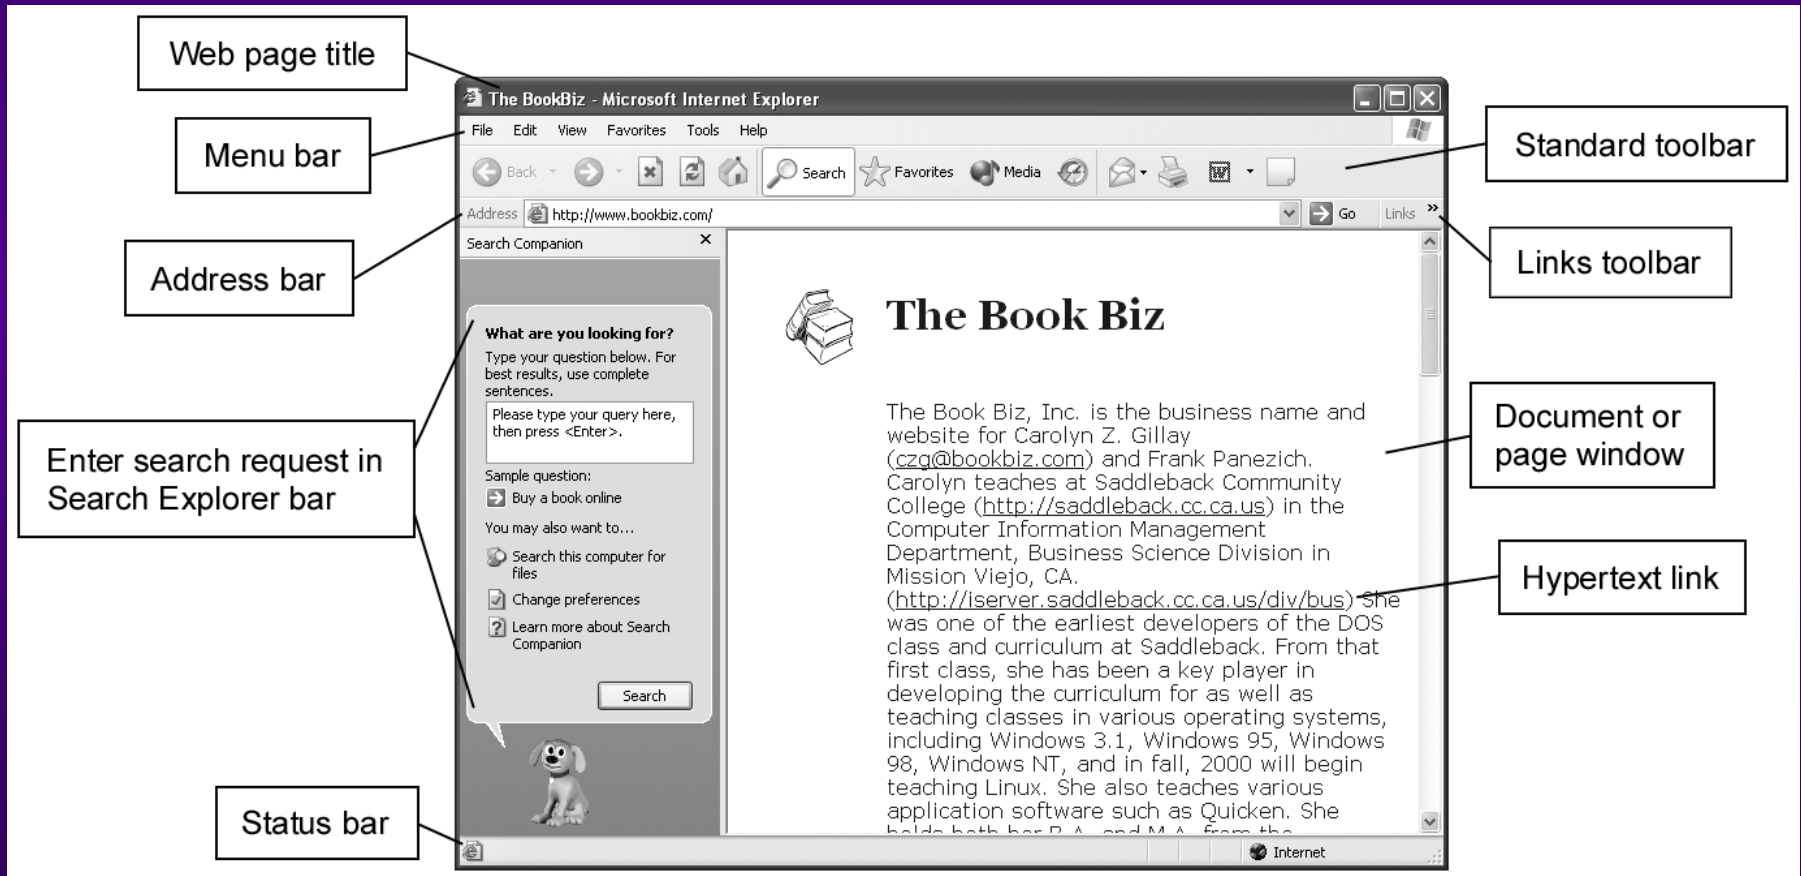 Web page title
The BookBiz - Microsoft Internet Explorer
Menu bar
File Edit View Favorites Tools Help
Standard toolbar
Back Search Favorites Media
Address bar
Address http://www.bookbiz.com/ Go Links »
Links toolbar
Search Companion
What are you looking for?
Type your question below. For
best results, use complete
sentences.
Please type your query here,
then press <Enter>.
Sample question:
Buy a book online
You may also want to...
Search this computer for
files
Change preferences
Learn more about Search
Companion
Search
Enter search request in
Search Explorer bar
The Book Biz
The Book Biz, Inc. is the business name and
website for Carolyn Z. Gillay
(czg@bookbiz.com) and Frank Panezich.
Carolyn teaches at Saddleback Community
College (http://saddleback.cc.ca.us) in the
Computer Information Management
Department, Business Science Division in
Mission Viejo, CA.
(http://iserver.saddleback.cc.ca.us/div/bus) She
was one of the earliest developers of the DOS
class and curriculum at Saddleback. From that
first class, she has been a key player in
developing the curriculum for as well as
teaching classes in various operating systems,
including Windows 3.1, Windows 95, Windows
98, Windows NT, and in fall, 2000 will begin
teaching Linux. She also teaches various
application software such as Quicken. She
holds both her B.A. and M.A. from the
Document or
page window
Hypertext link
Status bar
Internet